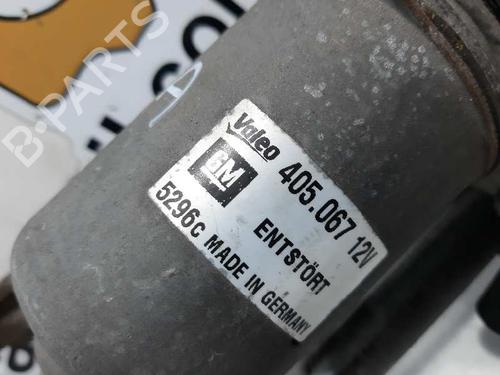 Valeo
GM
405.067 12V
ENTSTÖRT
5296C MADE IN GERMANY
B-PARTS